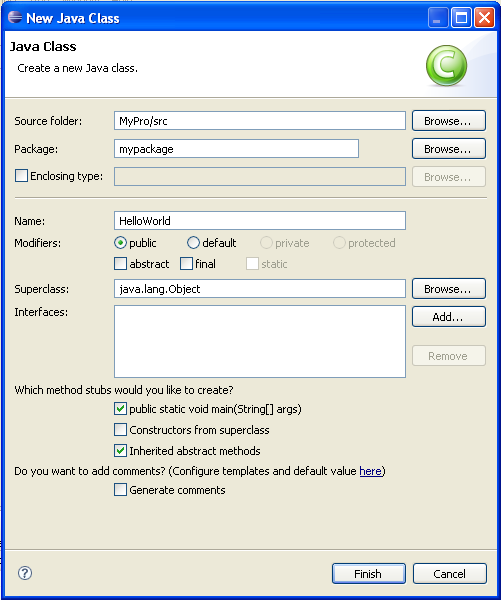 New Java Class
Java Class
Create a new Java class.
Source folder: MyPro/src Browse...
Package: mypackage Browse...
Enclosing type: Browse...
Name: HelloWorld
Modifiers: public default private protected
abstract final static
Superclass: java.lang.Object Browse...
Interfaces: Add...
Remove
Which method stubs would you like to create?
public static void main(String[] args)
Constructors from superclass
Inherited abstract methods
Do you want to add comments? (Configure templates and default value here)
Generate comments
? Finish Cancel